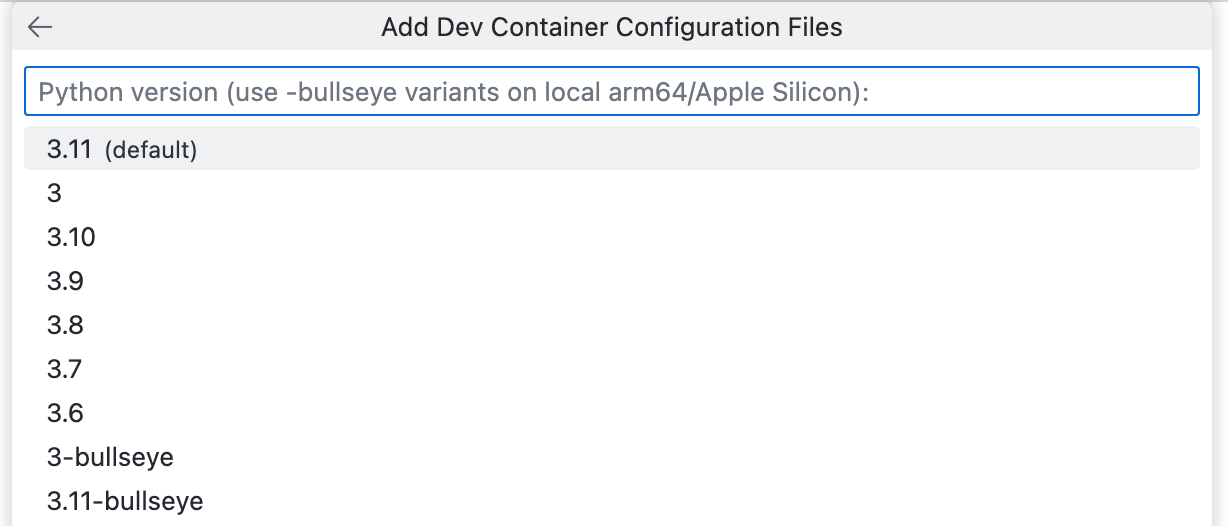 Add Dev Container Configuration Files
Python version (use -bullseye variants on local arm64/Apple Silicon):
3.11 (default)
3
3.10
3.9
3.8
3.7
3.6
3-bullseye
3.11-bullseye